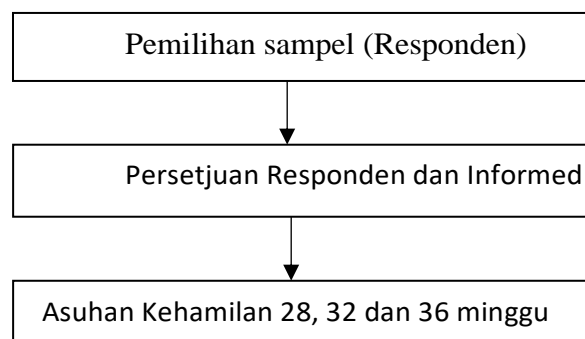 Pemilihan sampel (Responden)
Persetjuan Responden dan Informed
Asuhan Kehamilan 28, 32 dan 36 minggu